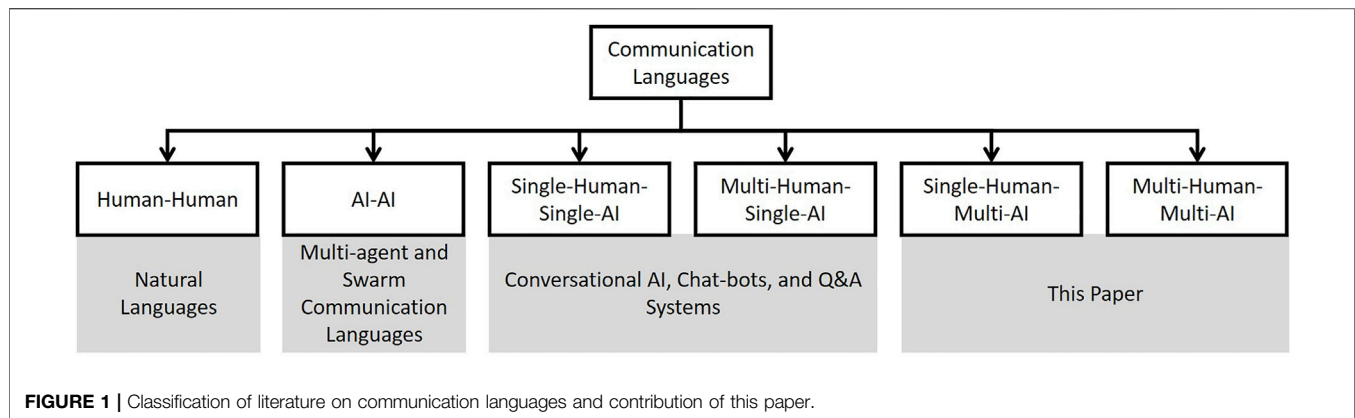 Communication
Languages
Human-Human
AI-AI
Single-Human-
Single-AI
Multi-Human-
Single-AI
Single-Human-
Multi-AI
Multi-Human-
Multi-AI
Natural
Languages
Multi-agent and
Swarm
Communication
Languages
Conversational AI, Chat-bots, and Q&A
Systems
This Paper
FIGURE 1 | Classification of literature on communication languages and contribution of this paper.